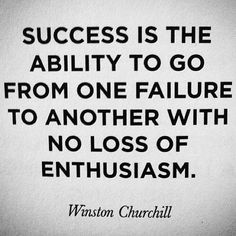 SUCCESS IS THE
ABILITY TO GO
FROM ONE FAILURE
TO ANOTHER WITH
NO LOSS OF
ENTHUSIASM.
Winston Churchill